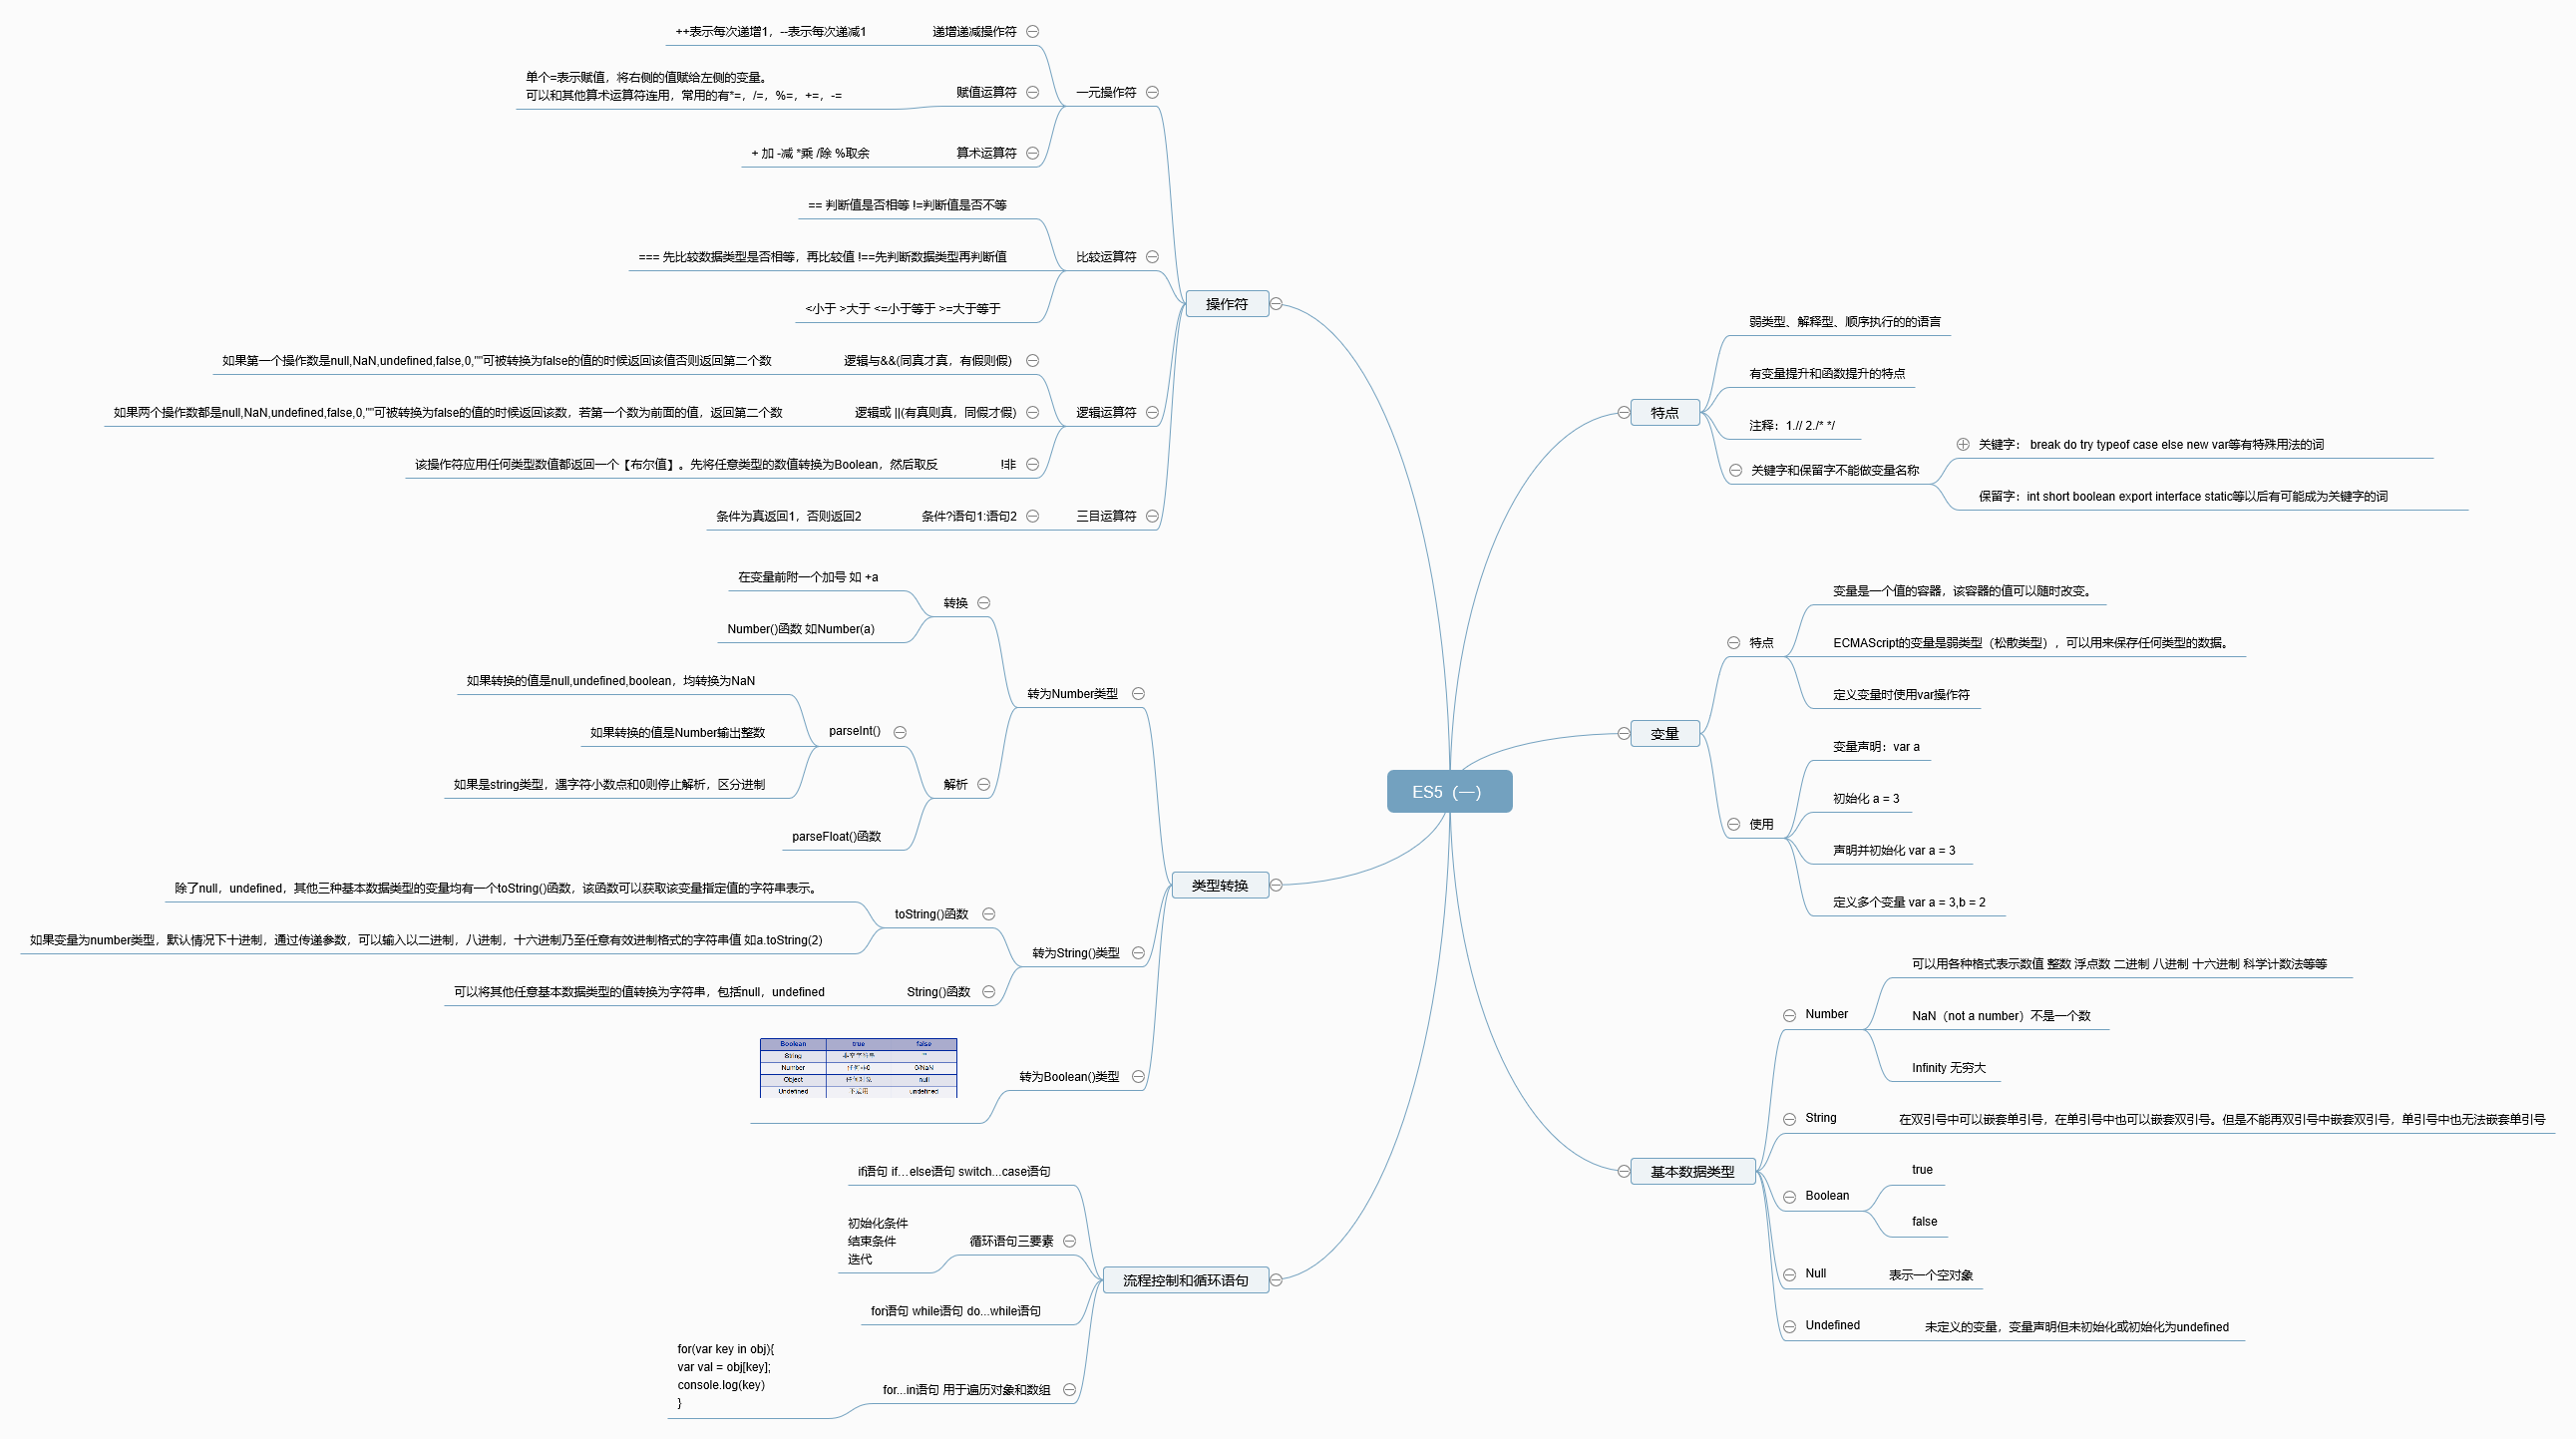 ES5（一）
特点
弱类型、解释型、顺序执行的的语言
有变量提升和函数提升的特点
注释：1.// 2./* */
关键字和保留字不能做变量名称
关键字： break do try typeof case else new var等有特殊用法的词
保留字：int short boolean export interface static等以后有可能成为关键字的词
变量
特点
变量是一个值的容器，该容器的值可以随时改变。
ECMAScript的变量是弱类型（松散类型），可以用来保存任何类型的数据。
定义变量时使用var操作符
使用
变量声明：var a
初始化 a = 3
声明并初始化 var a = 3
定义多个变量 var a = 3,b = 2
基本数据类型
Number
可以用各种格式表示数值 整数 浮点数 二进制 八进制 十六进制 科学计数法等等
NaN（not a number）不是一个数
Infinity 无穷大
String
在双引号中可以嵌套单引号，在单引号中也可以嵌套双引号。但是不能再双引号中嵌套双引号，单引号中也无法嵌套单引号
Boolean
true
false
Null
表示一个空对象
Undefined
未定义的变量，变量声明但未初始化或初始化为undefined
操作符
一元操作符
递增递减操作符
++表示每次递增1，--表示每次递减1
赋值运算符
单个=表示赋值，将右侧的值赋给左侧的变量。
可以和其他算术运算符连用，常用的有*=，/=，%=，+=，-=
算术运算符
+ 加 -减 *乘 /除 %取余
比较运算符
== 判断值是否相等 !=判断值是否不等
=== 先比较数据类型是否相等，再比较值 !==先判断数据类型再判断值
<小于 >大于 <=小于等于 >=大于等于
逻辑运算符
逻辑与&&(同真才真，有假则假)
如果第一个操作数是null,NaN,undefined,false,0,""可被转换为false的值的时候返回该值否则返回第二个数
逻辑或 ||(有真则真，同假才假)
如果两个操作数都是null,NaN,undefined,false,0,""可被转换为false的值的时候返回该数，若第一个数为前面的值，返回第二个数
!非
该操作符应用任何类型数值都返回一个【布尔值】。先将任意类型的数值转换为Boolean，然后取反
三目运算符
条件?语句1:语句2
条件为真返回1，否则返回2
类型转换
转为Number类型
转换
在变量前附一个加号 如 +a
Number()函数 如Number(a)
解析
parseInt()
如果转换的值是null,undefined,boolean，均转换为NaN
如果转换的值是Number输出整数
如果是string类型，遇字符小数点和0则停止解析，区分进制
parseFloat()函数
转为String()类型
toString()函数
除了null，undefined，其他三种基本数据类型的变量均有一个toString()函数，该函数可以获取该变量指定值的字符串表示。
如果变量为number类型，默认情况下十进制，通过传递参数，可以输入以二进制，八进制，十六进制乃至任意有效进制格式的字符串值 如a.toString(2)
String()函数
可以将其他任意基本数据类型的值转换为字符串，包括null，undefined
转为Boolean()类型
Boolean true false
String ""
Number 0/NaN
Object null
Undefined undefined
流程控制和循环语句
if语句 if...else语句 switch...case语句
循环语句三要素
初始化条件
结束条件
迭代
for语句 while语句 do...while语句
for...in语句 用于遍历对象和数组
for(var key in obj){
var val = obj[key];
console.log(key)
}